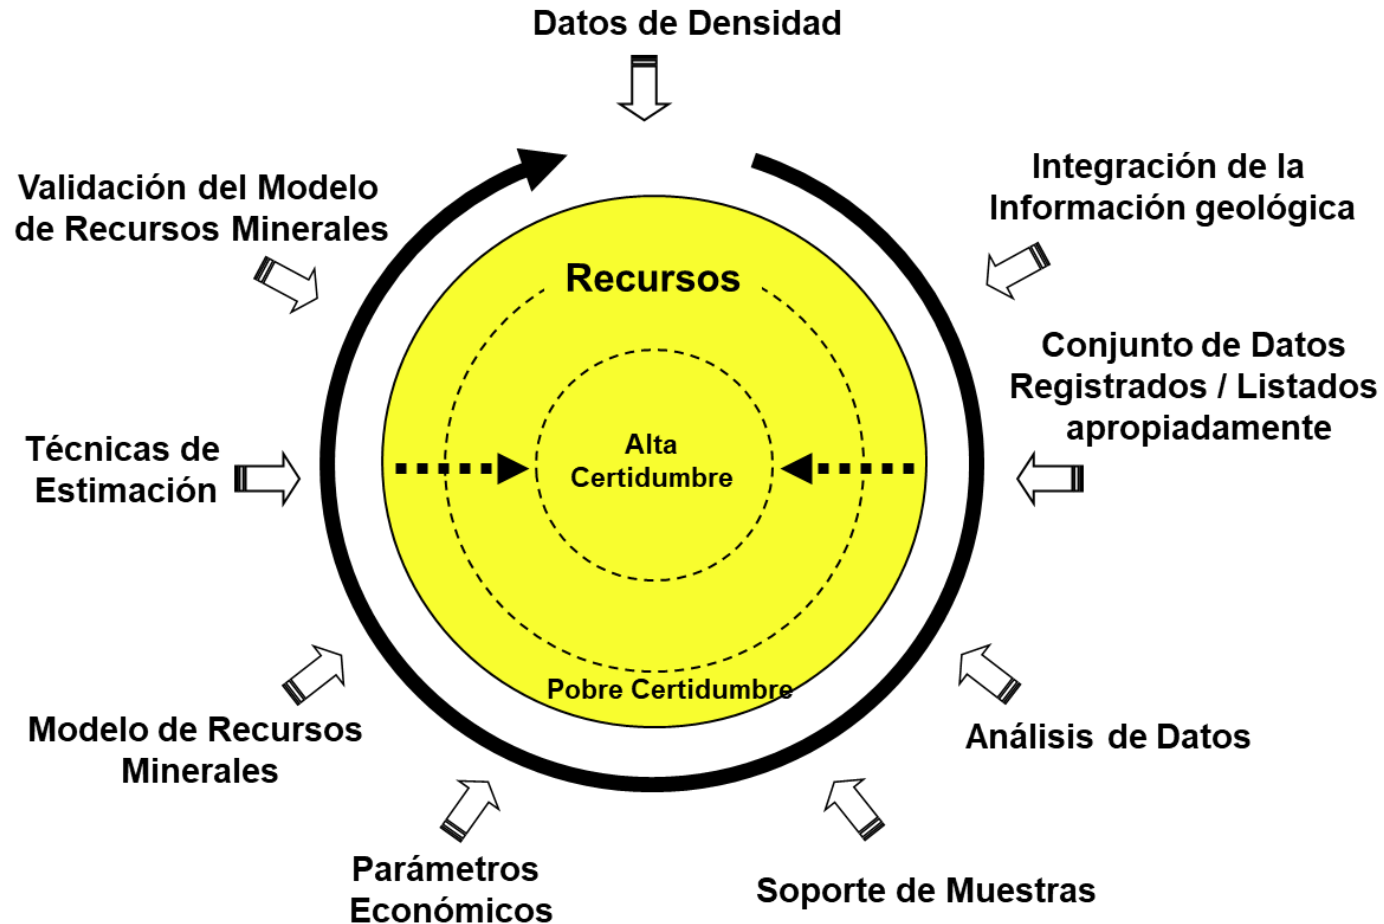 Datos de Densidad
Integración de la
Información geológica
Validación del Modelo
de Recursos Minerales
Recursos
Conjunto de Datos
Registrados / Listados
apropiadamente
Técnicas de
Estimación
Alta
Certidumbre
Pobre Certidumbre
Modelo de Recursos
Minerales
Análisis de Datos
Parámetros
Económicos
Soporte de Muestras